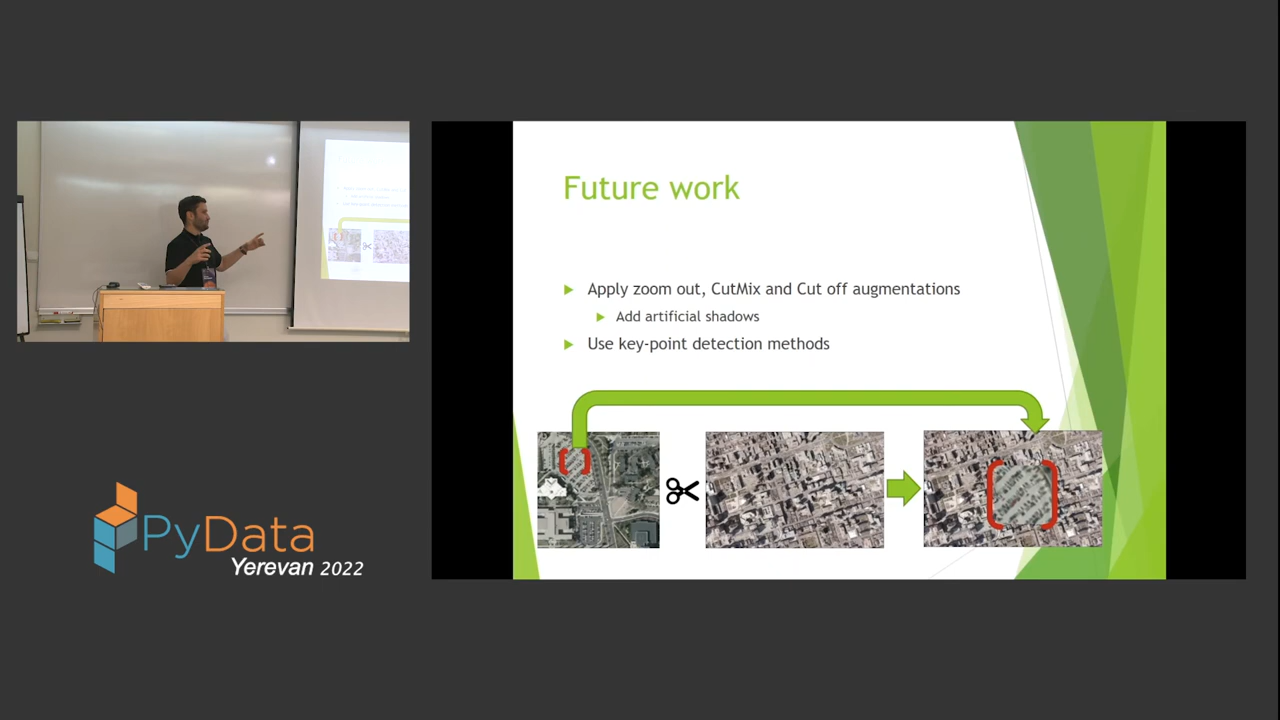 Future work
Apply zoom out, CutMix and Cut off augmentations
Add artificial shadows
Use key-point detection methods
PyData
Yerevan 2022